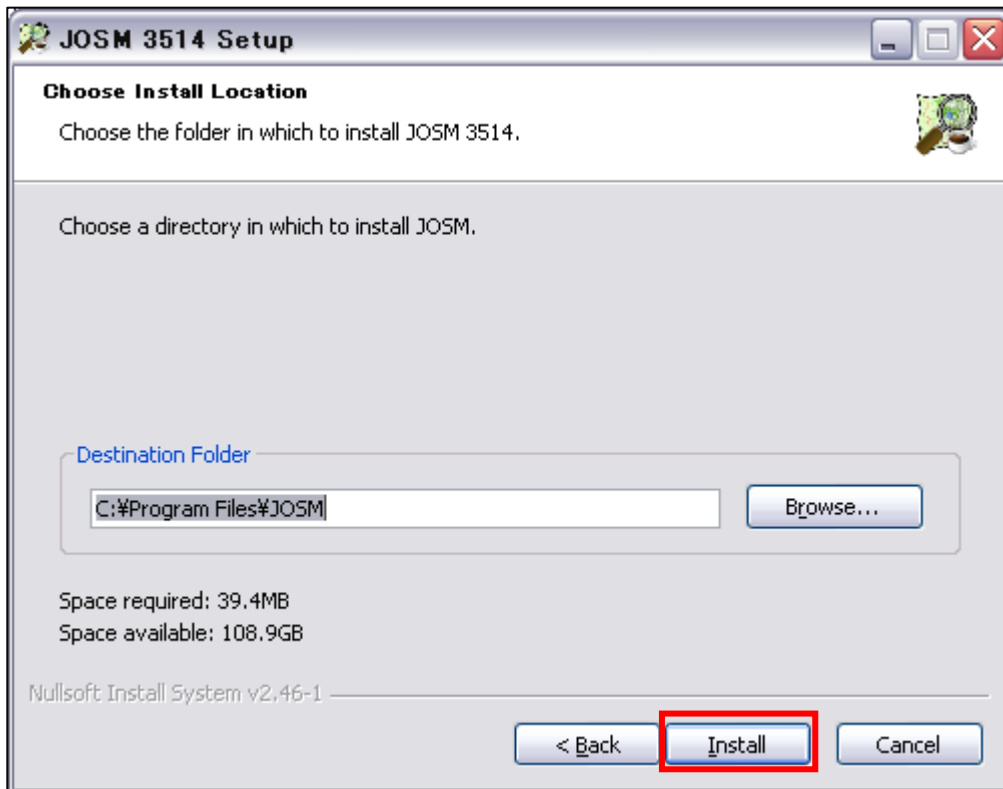 JOSM 3514 Setup
Choose Install Location
Choose the folder in which to install JOSM 3514.
Choose a directory in which to install JOSM.
Destination Folder
C:¥Program Files¥JOSM
Browse...
Space required: 39.4MB
Space available: 108.9GB
Nullsoft Install System v2.46-1
< Back
Install
Cancel